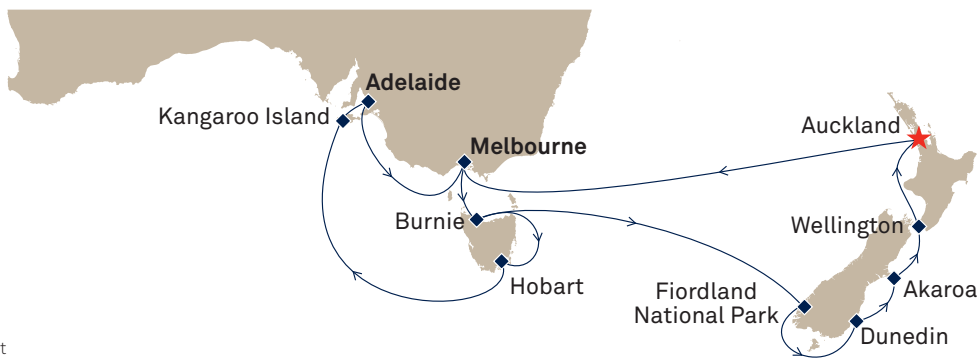 Adelaide
Kangaroo Island
Auckland
Melbourne
Burnie
Wellington
Hobart
Fiordland
National Park
Akaroa
Dunedin
t